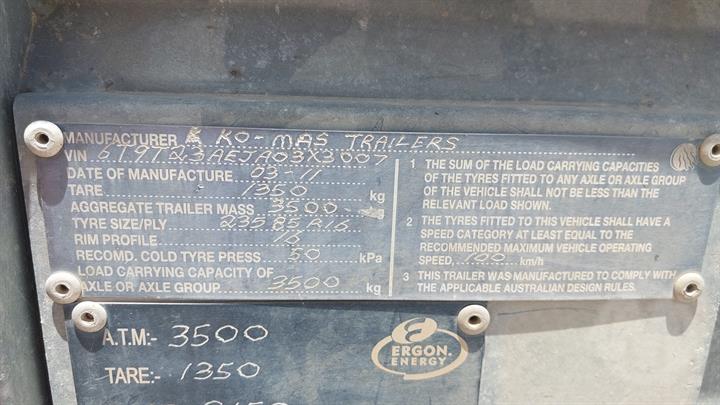 MANUFACTURER KO-MAS TRAILERS
VIN 6T9T23AEJA03X3007
DATE OF MANUFACTURE 03-11
TARE 1350 kg
AGGREGATE TRAILER MASS 3500
TYRE SIZE/PLY 235 85 R16
RIM PROFILE 16
RECOMD. COLD TYRE PRESS 50 kPa
LOAD CARRYING CAPACITY OF
AXLE OR AXLE GROUP 3500 kg
1 THE SUM OF THE LOAD CARRYING CAPACITIES
OF THE TYRES FITTED TO ANY AXLE OR AXLE GROUP
OF THE VEHICLE SHALL NOT BE LESS THAN THE
RELEVANT LOAD SHOWN.
2 THE TYRES FITTED TO THIS VEHICLE SHALL HAVE A
SPEED CATEGORY AT LEAST EQUAL TO THE
RECOMMENDED MAXIMUM VEHICLE OPERATING
SPEED, 100 km/h
3 THIS TRAILER WAS MANUFACTURED TO COMPLY WITH
THE APPLICABLE AUSTRALIAN DESIGN RULES.
A.T.M:- 3500
TARE:- 1350
ERGON.
ENERGY